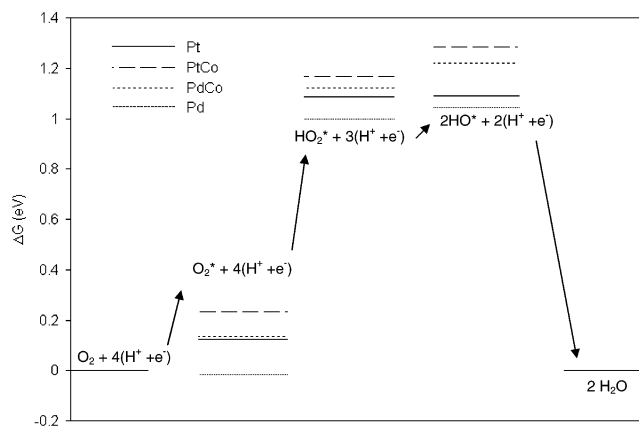 1.4
1.2
1
0.8
0.6
0.4
0.2
0
-0.2
ΔG (eV)
Pt
PtCo
PdCo
Pd
O₂ + 4(H⁺ +e⁻)
O₂* + 4(H⁺ +e⁻)
HO₂* + 3(H⁺ +e⁻)
2HO* + 2(H⁺ +e⁻)
2 H₂O